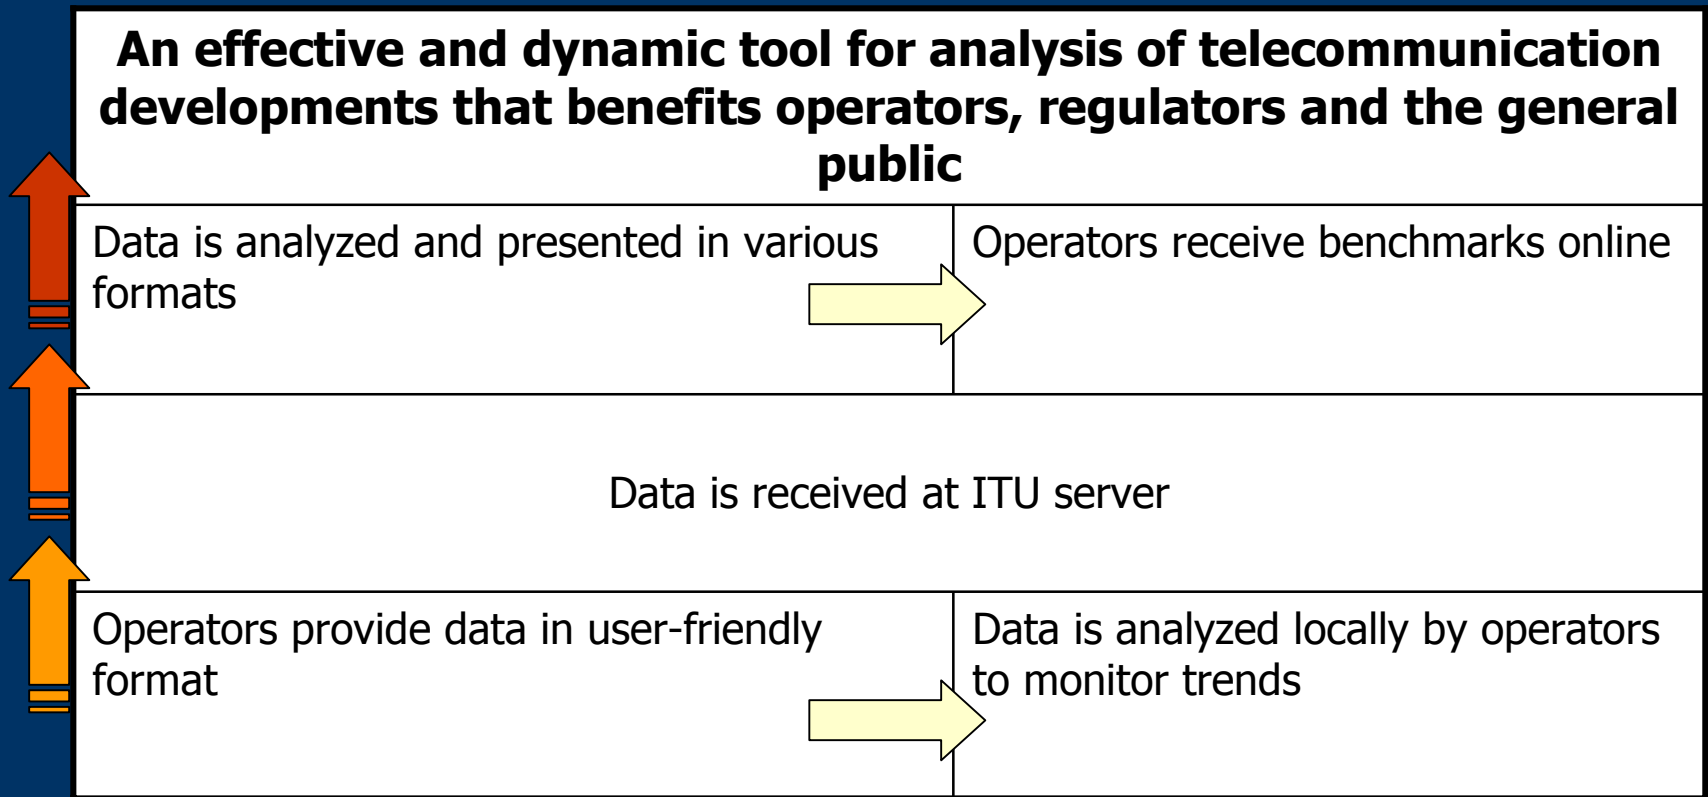 An effective and dynamic tool for analysis of telecommunication
developments that benefits operators, regulators and the general
public
Data is analyzed and presented in various
formats
Operators receive benchmarks online
Data is received at ITU server
Operators provide data in user-friendly
format
Data is analyzed locally by operators
to monitor trends